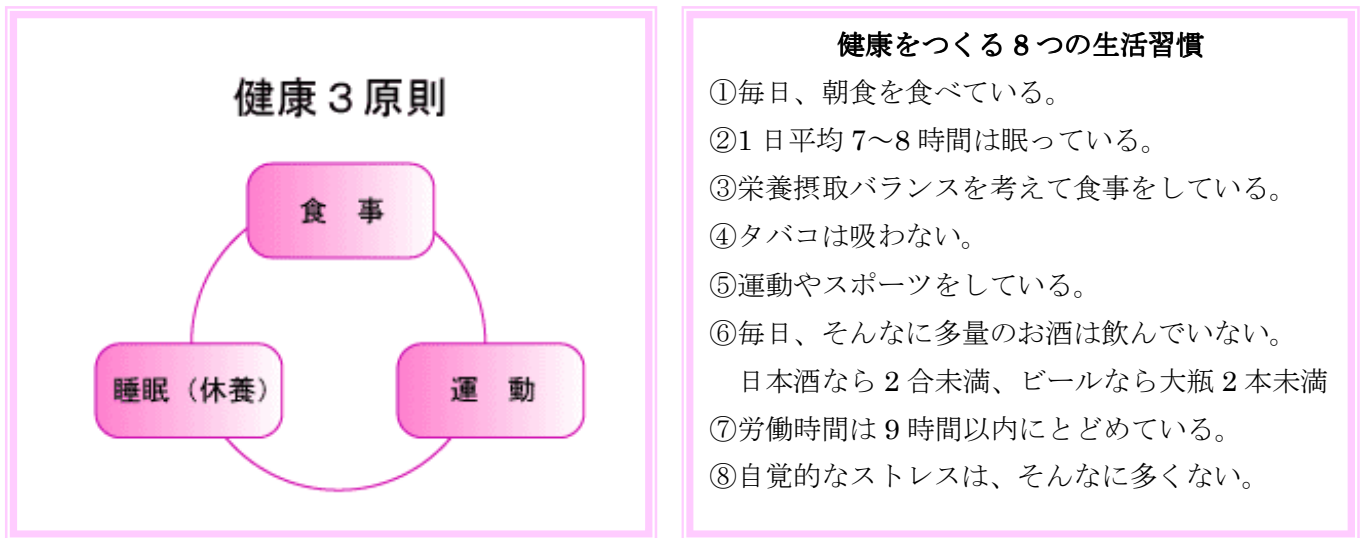 健康３原則
食　事
睡眠（休養）
運　動
健康をつくる 8 つの生活習慣
①毎日、朝食を食べている。
②1 日平均 7～8 時間は眠っている。
③栄養摂取バランスを考えて食事をしている。
④タバコは吸わない。
⑤運動やスポーツをしている。
⑥毎日、そんなに多量のお酒は飲んでいない。
日本酒なら 2 合未満、ビールなら大瓶 2 本未満
⑦労働時間は 9 時間以内にとどめている。
⑧自覚的なストレスは、そんなに多くない。